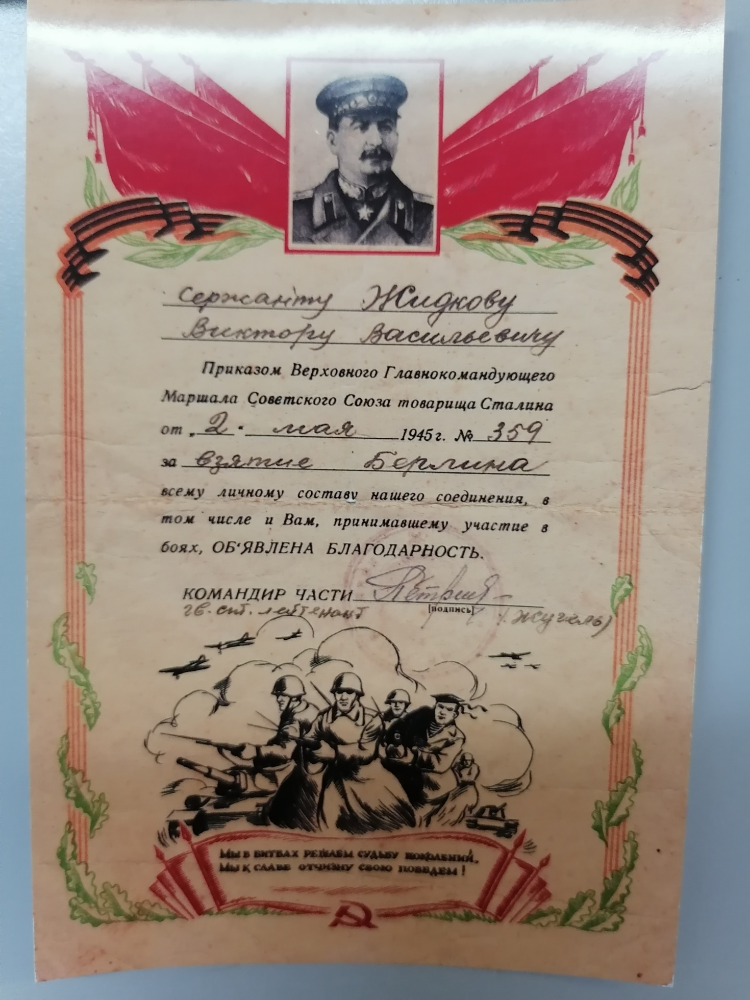 Сержанту Жидкову
Виктору Васильевичу
Приказом Верховного Главнокомандующего
Маршала Советского Союза товарища Сталина
от „2" мая 1945 г. № 359
за взятие Берлина
всему личному составу нашего соединения, в
том числе и Вам, принимавшему участие в
боях, ОБ'ЯВЛЕНА БЛАГОДАРНОСТЬ.
КОМАНДИР ЧАСТИ
[подпись]
гв. ст. лейтенант (Жугель)
МЫ В БИТВАХ РЕШАЕМ СУДЬБУ ПОКОЛЕНИЙ,
МЫ К СЛАВЕ ОТЧИЗНУ СВОЮ ПОВЕДЕМ!